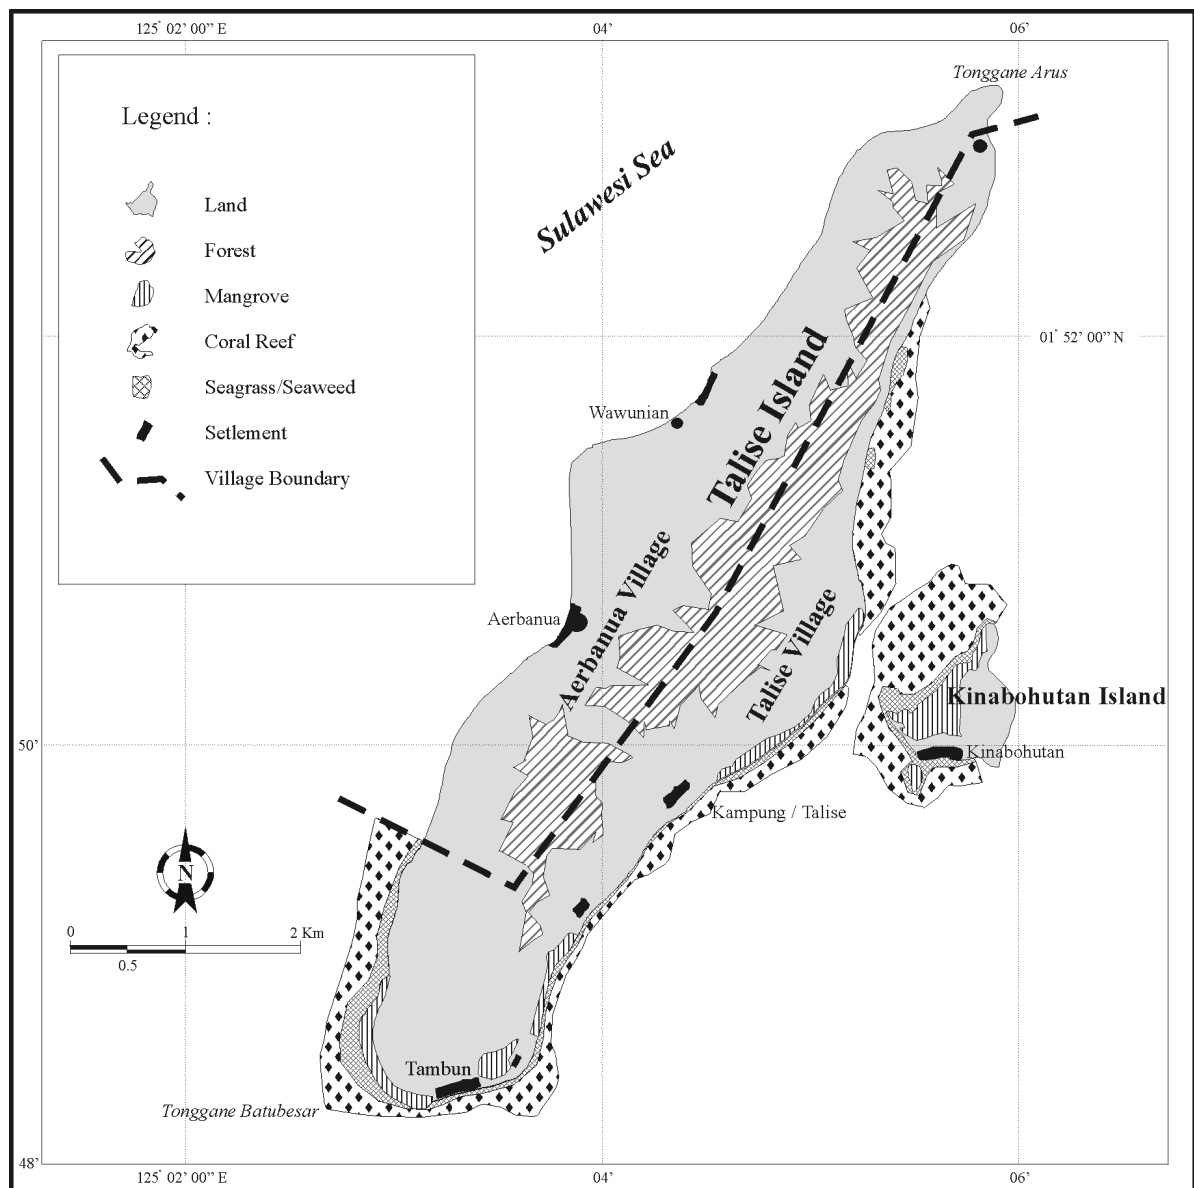 125° 02' 00" E
04'
06'
Tonggane Arus
Legend :
Land
Forest
Mangrove
Coral Reef
Seagrass/Seaweed
Setlement
Village Boundary
Sulawesi Sea
01° 52' 00" N
Talise Island
Wawunian
Aerbanua
Aerbanua Village
Talise Village
Kinabohutan Island
50'
Kinabohutan
Kampung / Talise
N
0
1
2 Km
0.5
Tambun
Tonggane Batubesar
48'
125° 02' 00" E
04'
06'